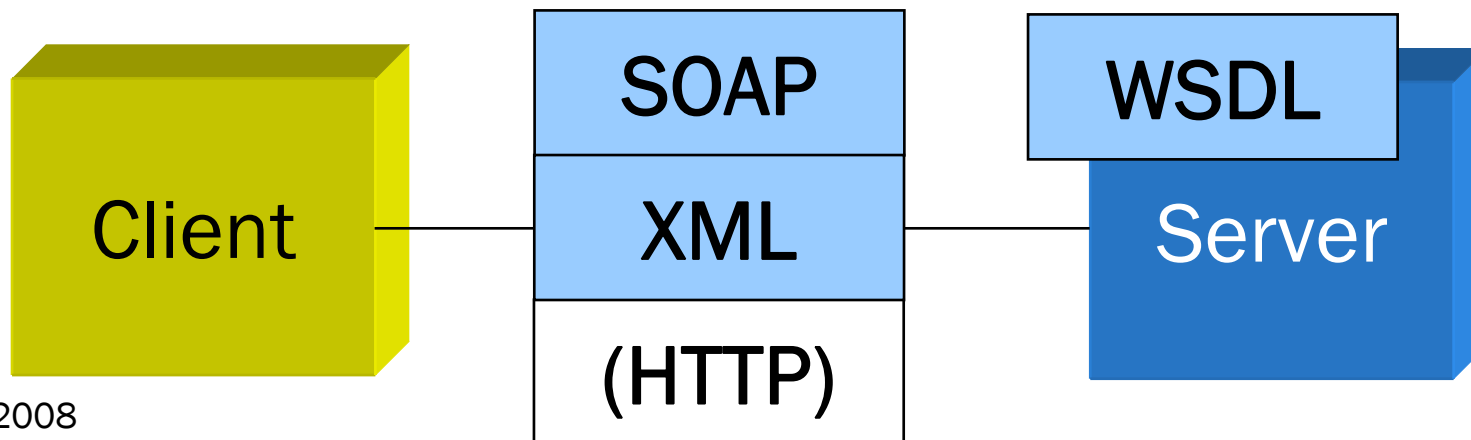 SOAP
WSDL
Client
XML
Server
(HTTP)
2008